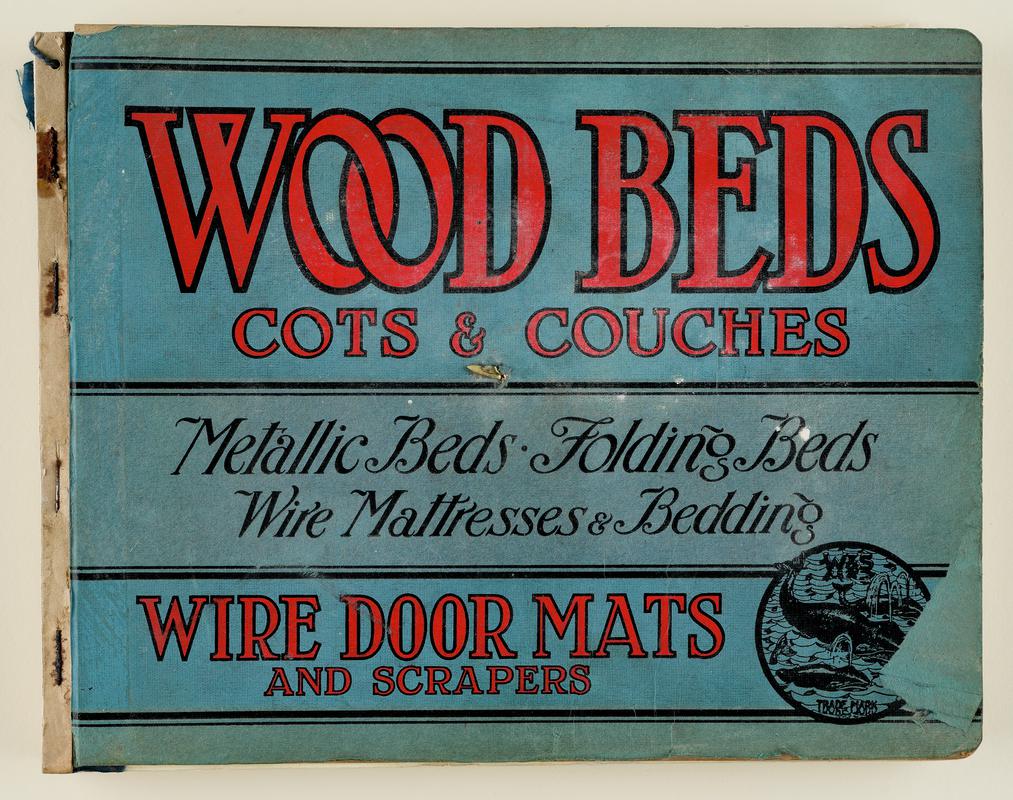 WOOD BEDS
COTS & COUCHES
Metallic Beds · Folding Beds
Wire Mattresses & Bedding
WIRE DOOR MATS
AND SCRAPERS
TRADE MARK